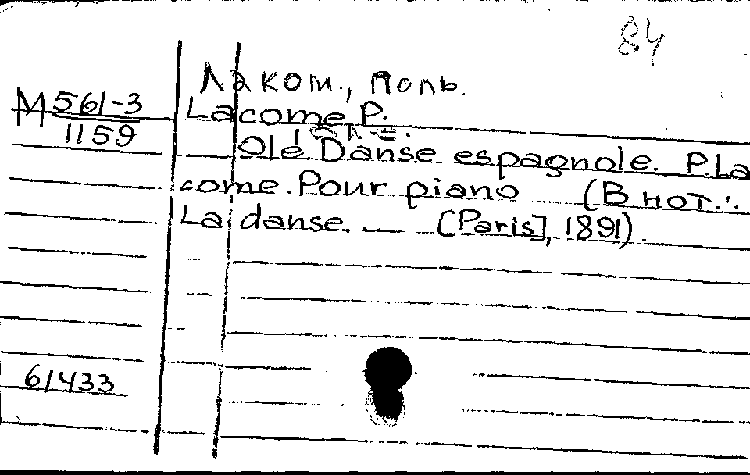 84
Лаком., Поль.
М 561-3
1159
Lacome P.
Olé Danse espagnole. P. La
come. Pour piano (В нот.:
La danse. — [Paris], 1891).
61433